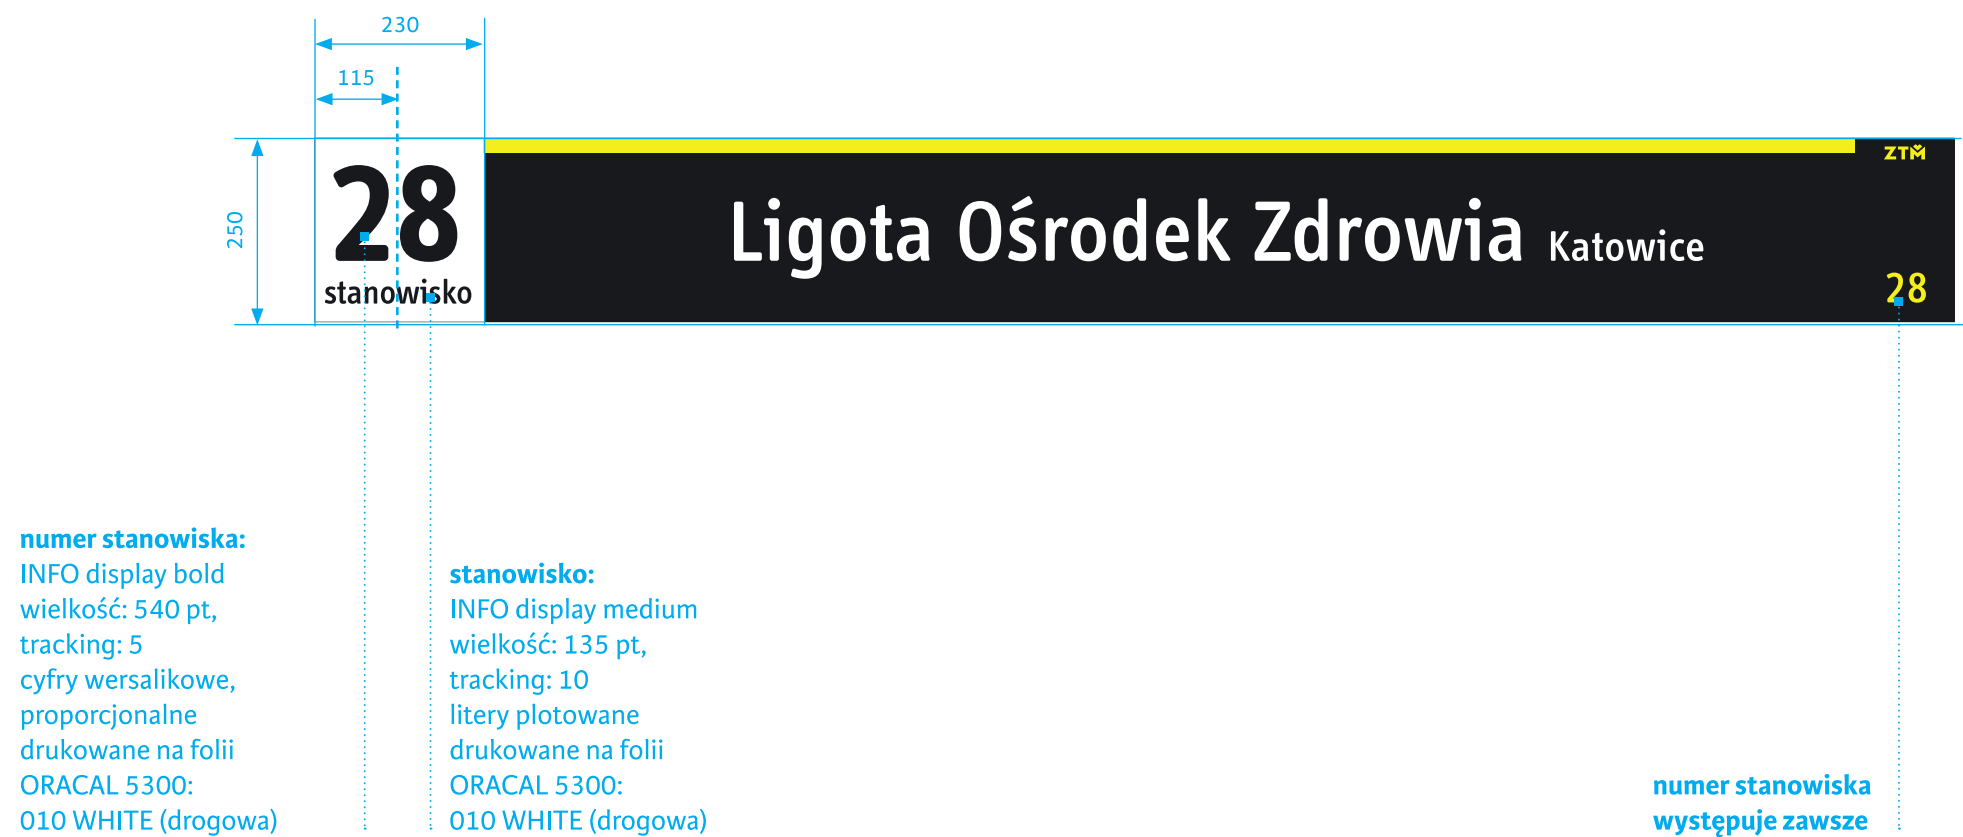 230
115
250
28
stanowisko
Ligota Ośrodek Zdrowia Katowice
ZTM
28
numer stanowiska:
INFO display bold
wielkość: 540 pt,
tracking: 5
cyfry wersalikowe,
proporcjonalne
drukowane na folii
ORACAL 5300:
010 WHITE (drogowa)
stanowisko:
INFO display medium
wielkość: 135 pt,
tracking: 10
litery plotowane
drukowane na folii
ORACAL 5300:
010 WHITE (drogowa)
numer stanowiska
występuje zawsze